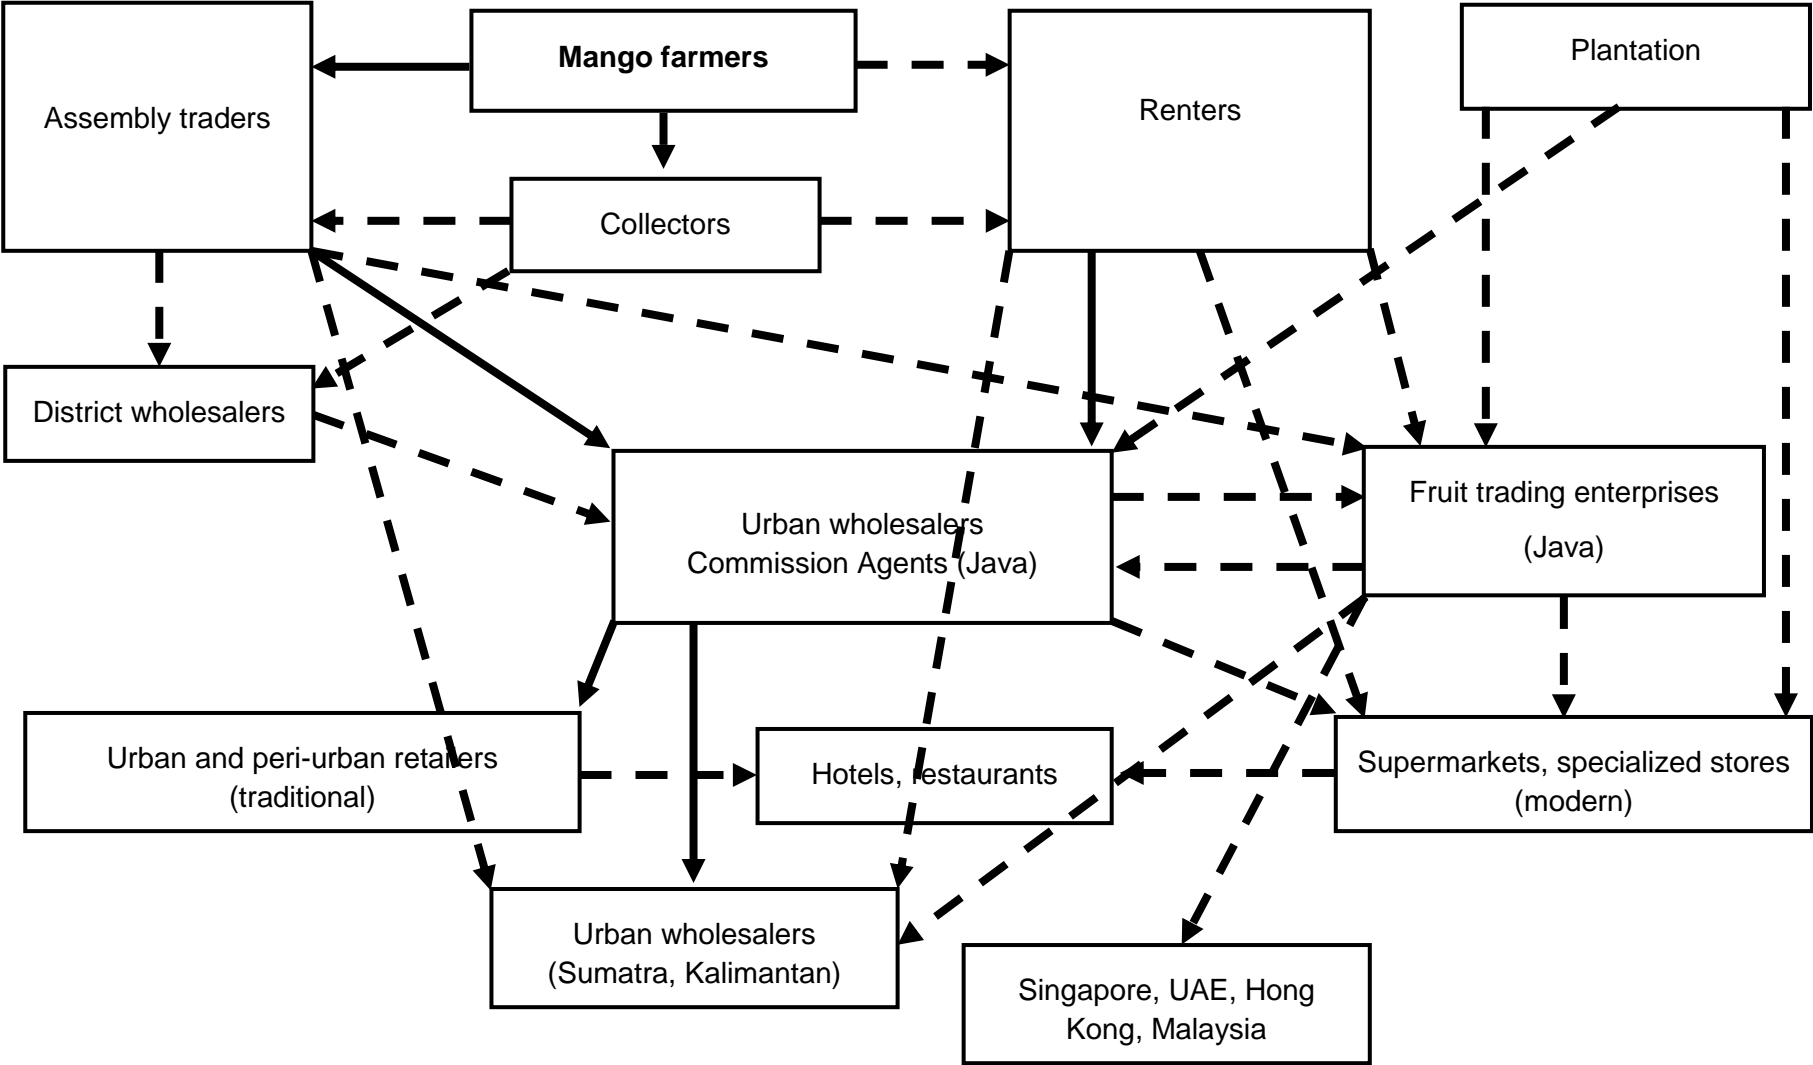 Mango farmers
Plantation
Assembly traders
Renters
Collectors
District wholesalers
Urban wholesalers
Commission Agents (Java)
Fruit trading enterprises
(Java)
Urban and peri-urban retailers
(traditional)
Hotels, restaurants
Supermarkets, specialized stores
(modern)
Urban wholesalers
(Sumatra, Kalimantan)
Singapore, UAE, Hong
Kong, Malaysia